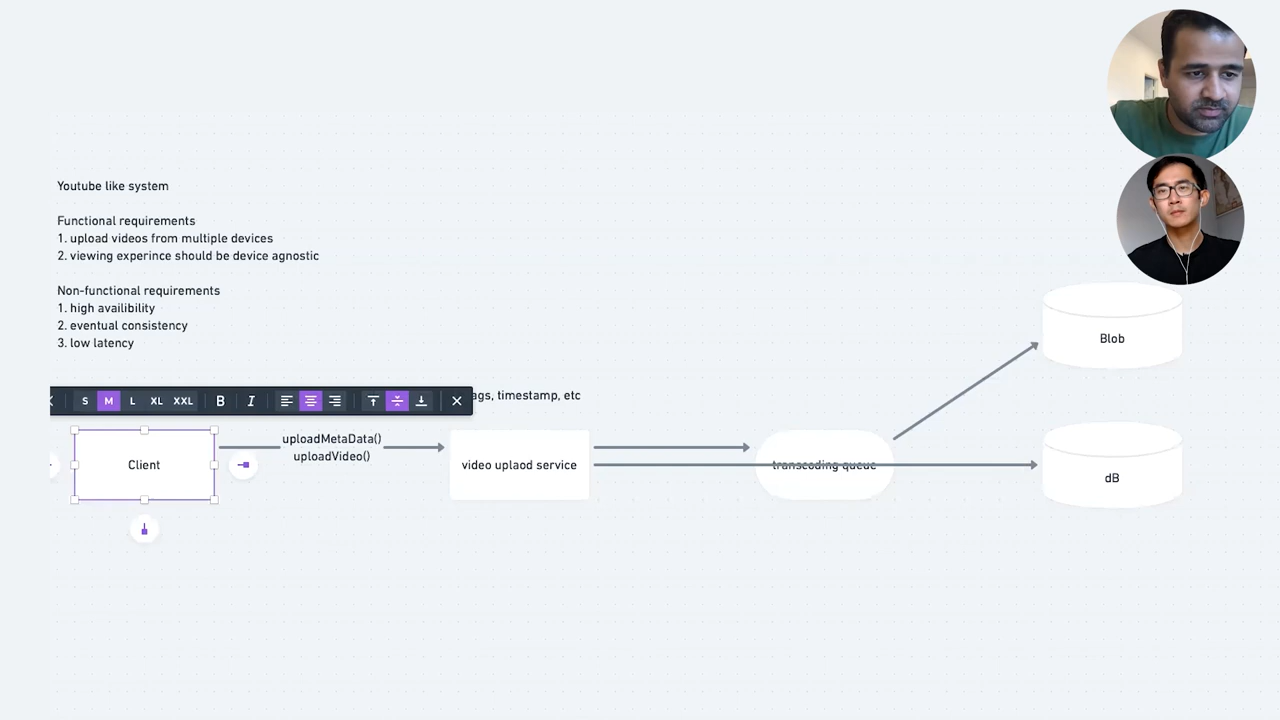 Youtube like system
Functional requirements
1. upload videos from multiple devices
2. viewing experince should be device agnostic
Non-functional requirements
1. high availibility
2. eventual consistency
3. low latency
Blob
timestamp, etc
S M L XL XXL B I
uploadMetaData()
uploadVideo()
Client
video uplaod service
transcoding queue
dB